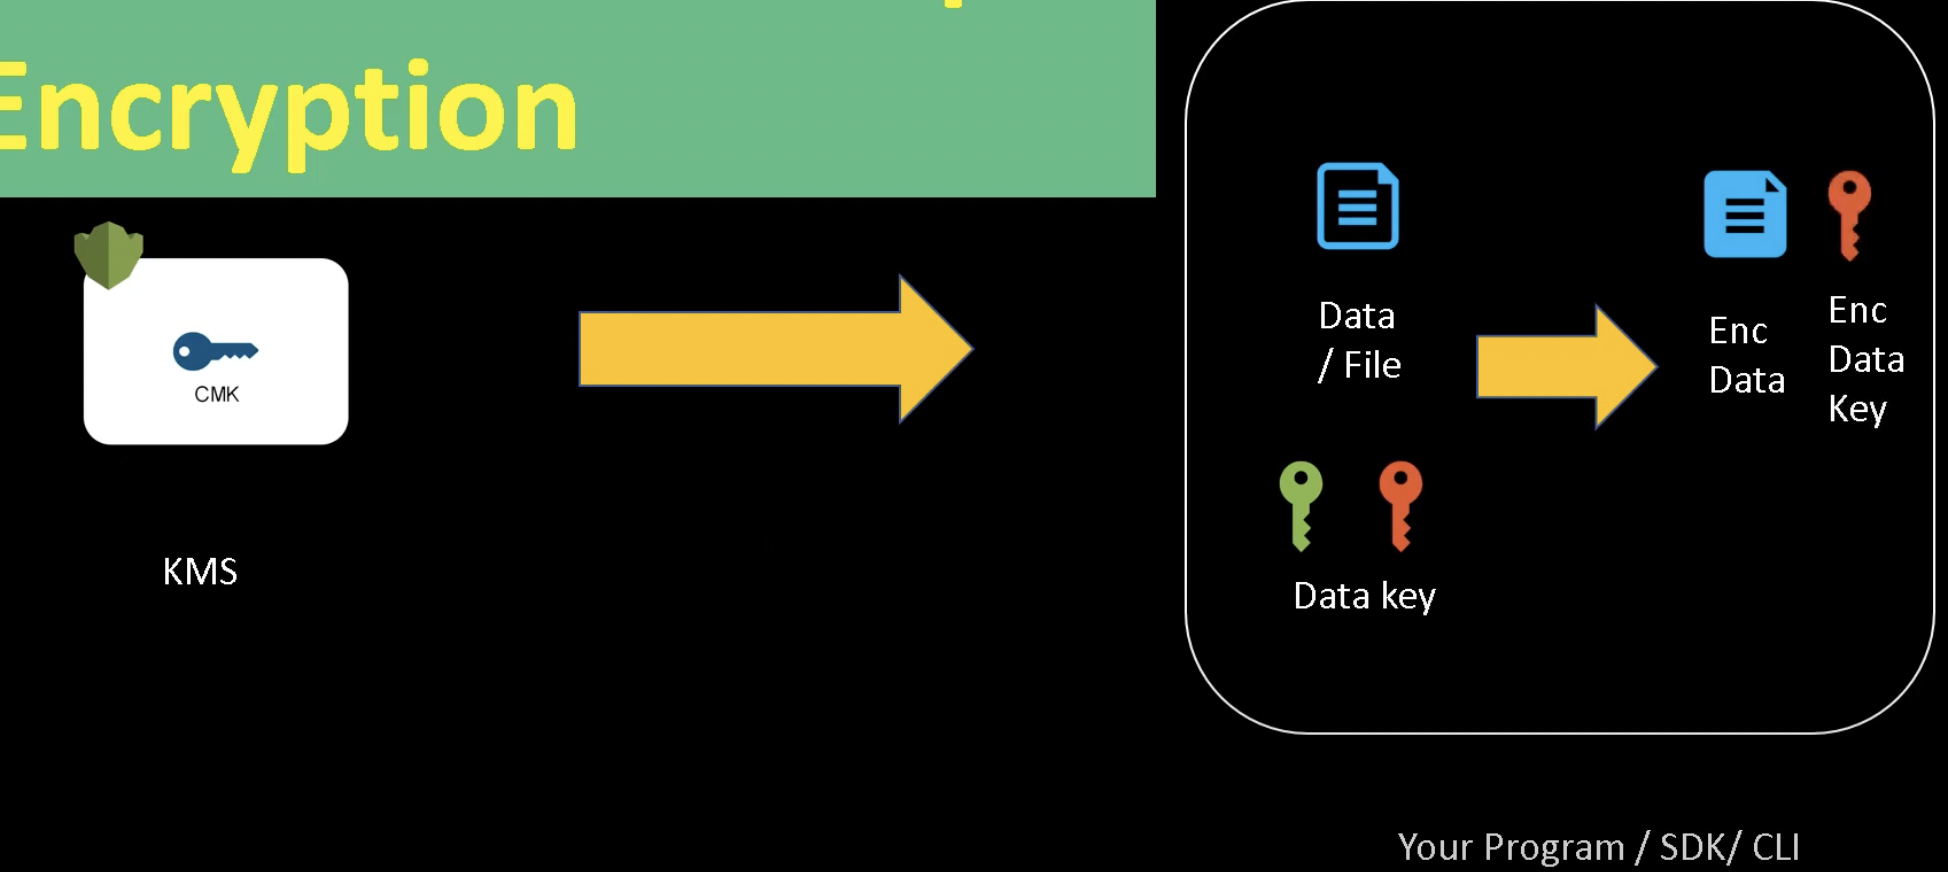 Encryption
CMK
KMS
Data
/ File
Data key
Enc
Data
Enc
Data
Key
Your Program / SDK/ CLI